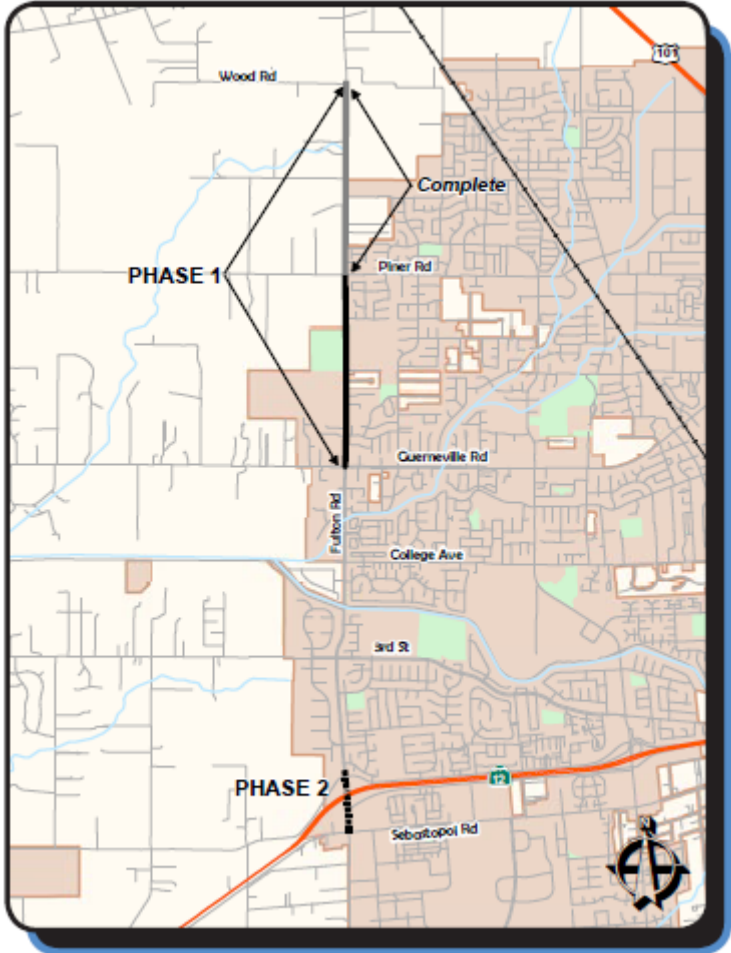 101
Wood Rd
Complete
Piner Rd
PHASE 1
Guerneville Rd
Fulton Rd
College Ave
3rd St
12
PHASE 2
Sebastopol Rd